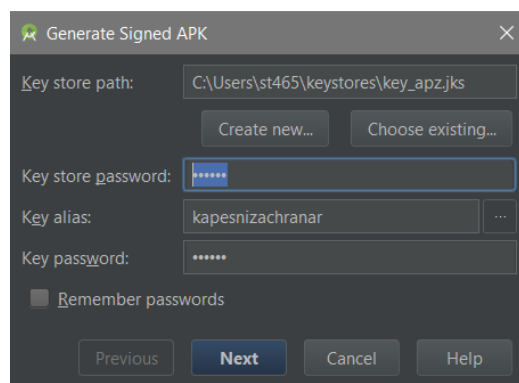 Generate Signed APK
Key store path: C:\Users\st465\keystores\key_apz.jks
Create new... Choose existing...
Key store password: ••••••
Key alias: kapesnizachranar ...
Key password: ••••••
Remember passwords
Previous Next Cancel Help